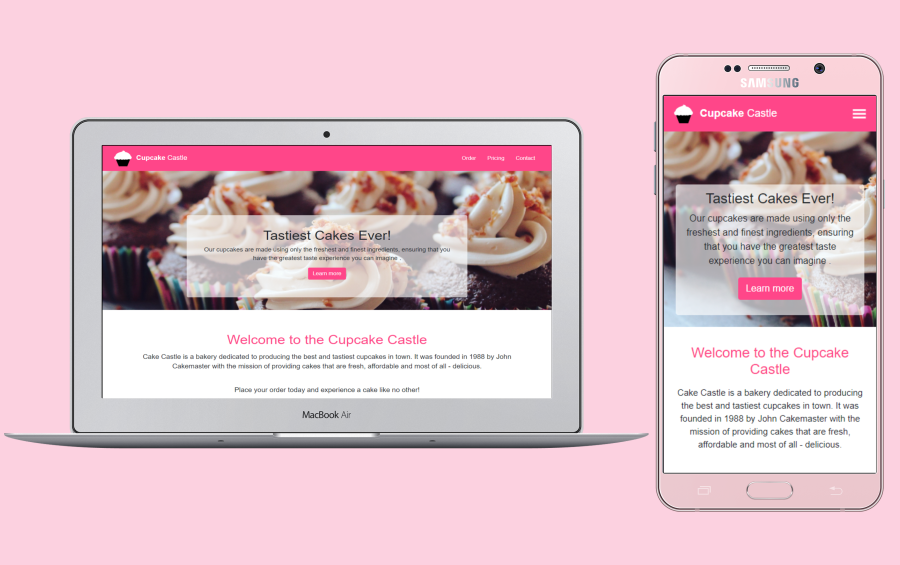 Cupcake Castle
Order Pricing Contact
Tastiest Cakes Ever!
Our cupcakes are made using only the freshest and finest ingredients, ensuring that you
have the greatest taste experience you can imagine .
Learn more
Welcome to the Cupcake Castle
Cake Castle is a bakery dedicated to producing the best and tastiest cupcakes in town. It was founded in 1988 by John
Cakemaster with the mission of providing cakes that are fresh, affordable and most of all - delicious.
Place your order today and experience a cake like no other!
MacBook Air
SAMSUNG
Cupcake Castle
Tastiest Cakes Ever!
Our cupcakes are made using only the
freshest and finest ingredients, ensuring
that you have the greatest taste
experience you can imagine .
Learn more
Welcome to the Cupcake
Castle
Cake Castle is a bakery dedicated to producing
the best and tastiest cupcakes in town. It was
founded in 1988 by John Cakemaster with the
mission of providing cakes that are fresh,
affordable and most of all - delicious.